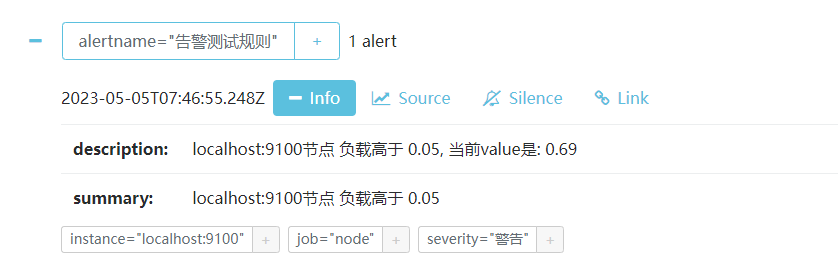 alertname="告警测试规则" + 1 alert
2023-05-05T07:46:55.248Z Info Source Silence Link
description: localhost:9100节点 负载高于 0.05, 当前value是: 0.69
summary: localhost:9100节点 负载高于 0.05
instance="localhost:9100" + job="node" + severity="警告" +